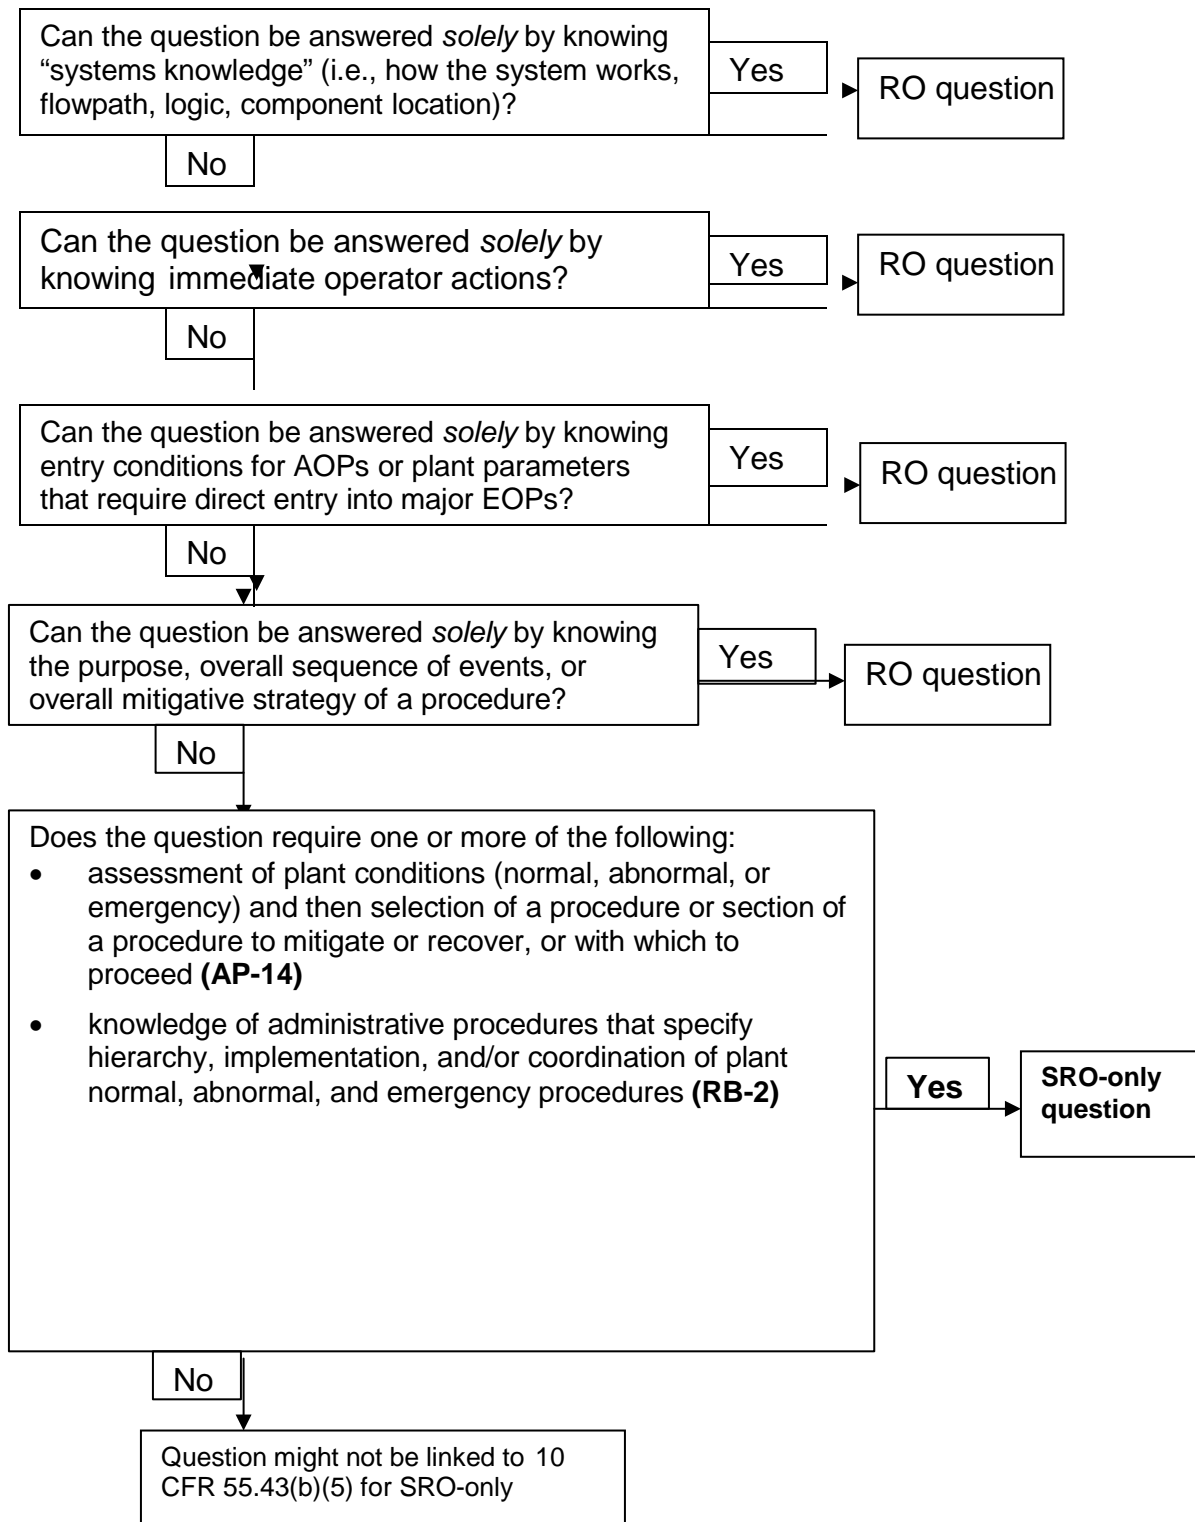 Can the question be answered solely by knowing
“systems knowledge” (i.e., how the system works,
flowpath, logic, component location)?
Yes
RO question
No
Can the question be answered solely by
knowing immediate operator actions?
Yes
RO question
No
Can the question be answered solely by knowing
entry conditions for AOPs or plant parameters
that require direct entry into major EOPs?
Yes
RO question
No
Can the question be answered solely by knowing
the purpose, overall sequence of events, or
overall mitigative strategy of a procedure?
Yes
RO question
No
Does the question require one or more of the following:
• assessment of plant conditions (normal, abnormal, or
emergency) and then selection of a procedure or section of
a procedure to mitigate or recover, or with which to
proceed (AP-14)
• knowledge of administrative procedures that specify
hierarchy, implementation, and/or coordination of plant
normal, abnormal, and emergency procedures (RB-2)
Yes
SRO-only
question
No
Question might not be linked to 10
CFR 55.43(b)(5) for SRO-only